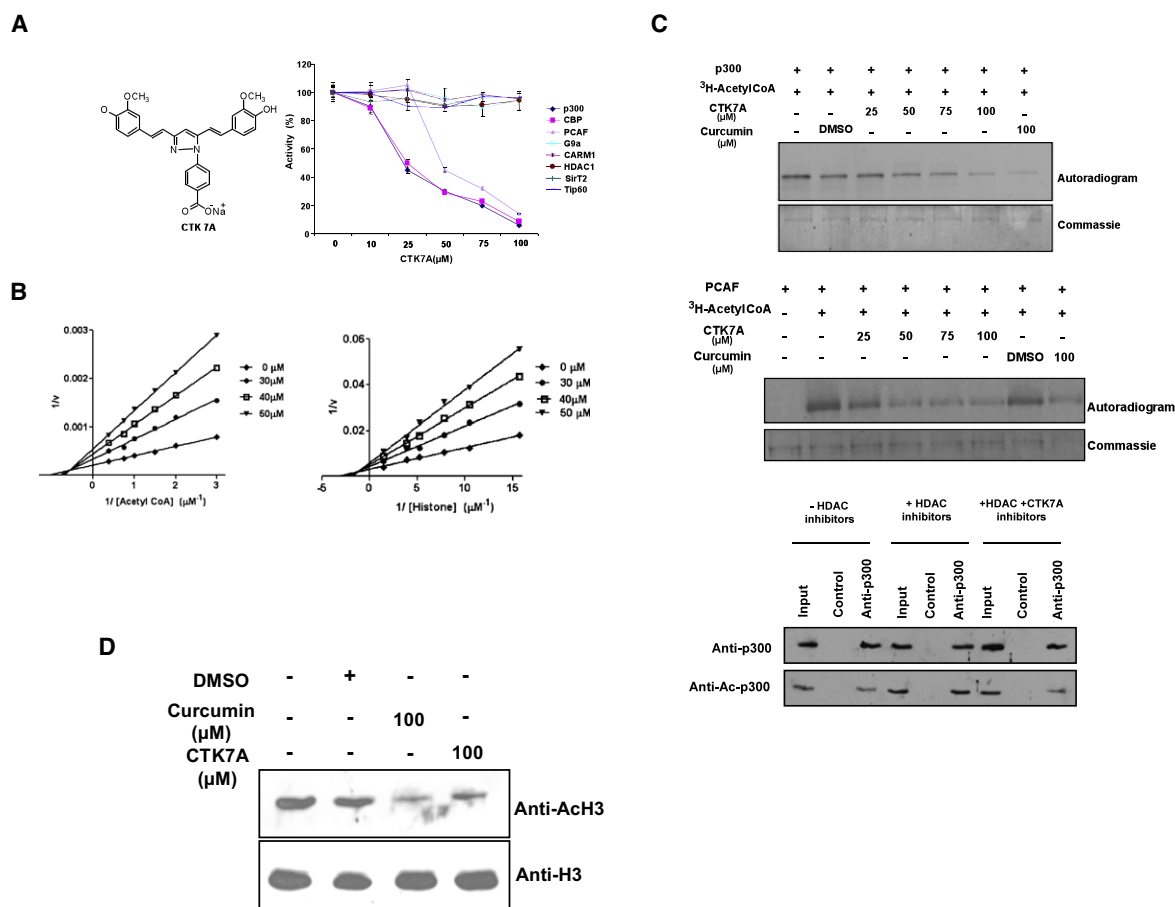 A
O
OCH₃
OCH₃
OH
N
N
O
O⁻Na⁺
CTK 7A
Activity (%)
120
100
80
60
40
20
0
0 10 25 50 75 100
CTK7A(µM)
p300
CBP
PCAF
G9a
CARM1
HDAC1
SirT2
Tip60
B
1/v
0.003
0.002
0.001
0 1 2 3
1/ [Acetyl CoA] (µM⁻¹)
0 µM
30µM
40µM
50µM
1/v
0.06
0.04
0.02
-5 0 5 10 15
1/ [Histone] (µM⁻¹)
0 µM
30 µM
40µM
50 µM
C
p300 + + + + + + +
³H-AcetylCoA + + + + + + +
CTK7A (µM) - - 25 50 75 100 -
Curcumin (µM) - DMSO - - - - 100
Autoradiogram
Commassie
PCAF + + + + + + + +
³H-AcetylCoA - + + + + + + +
CTK7A (µM) - - 25 50 75 100 - -
Curcumin (µM) - - - - - - DMSO 100
Autoradiogram
Commassie
- HDAC inhibitors
+ HDAC inhibitors
+HDAC +CTK7A inhibitors
Input Control Anti-p300 Input Control Anti-p300 Input Control Anti-p300
Anti-p300
Anti-Ac-p300
D
DMSO - + - -
Curcumin (µM) - - 100 -
CTK7A (µM) - - - 100
Anti-AcH3
Anti-H3